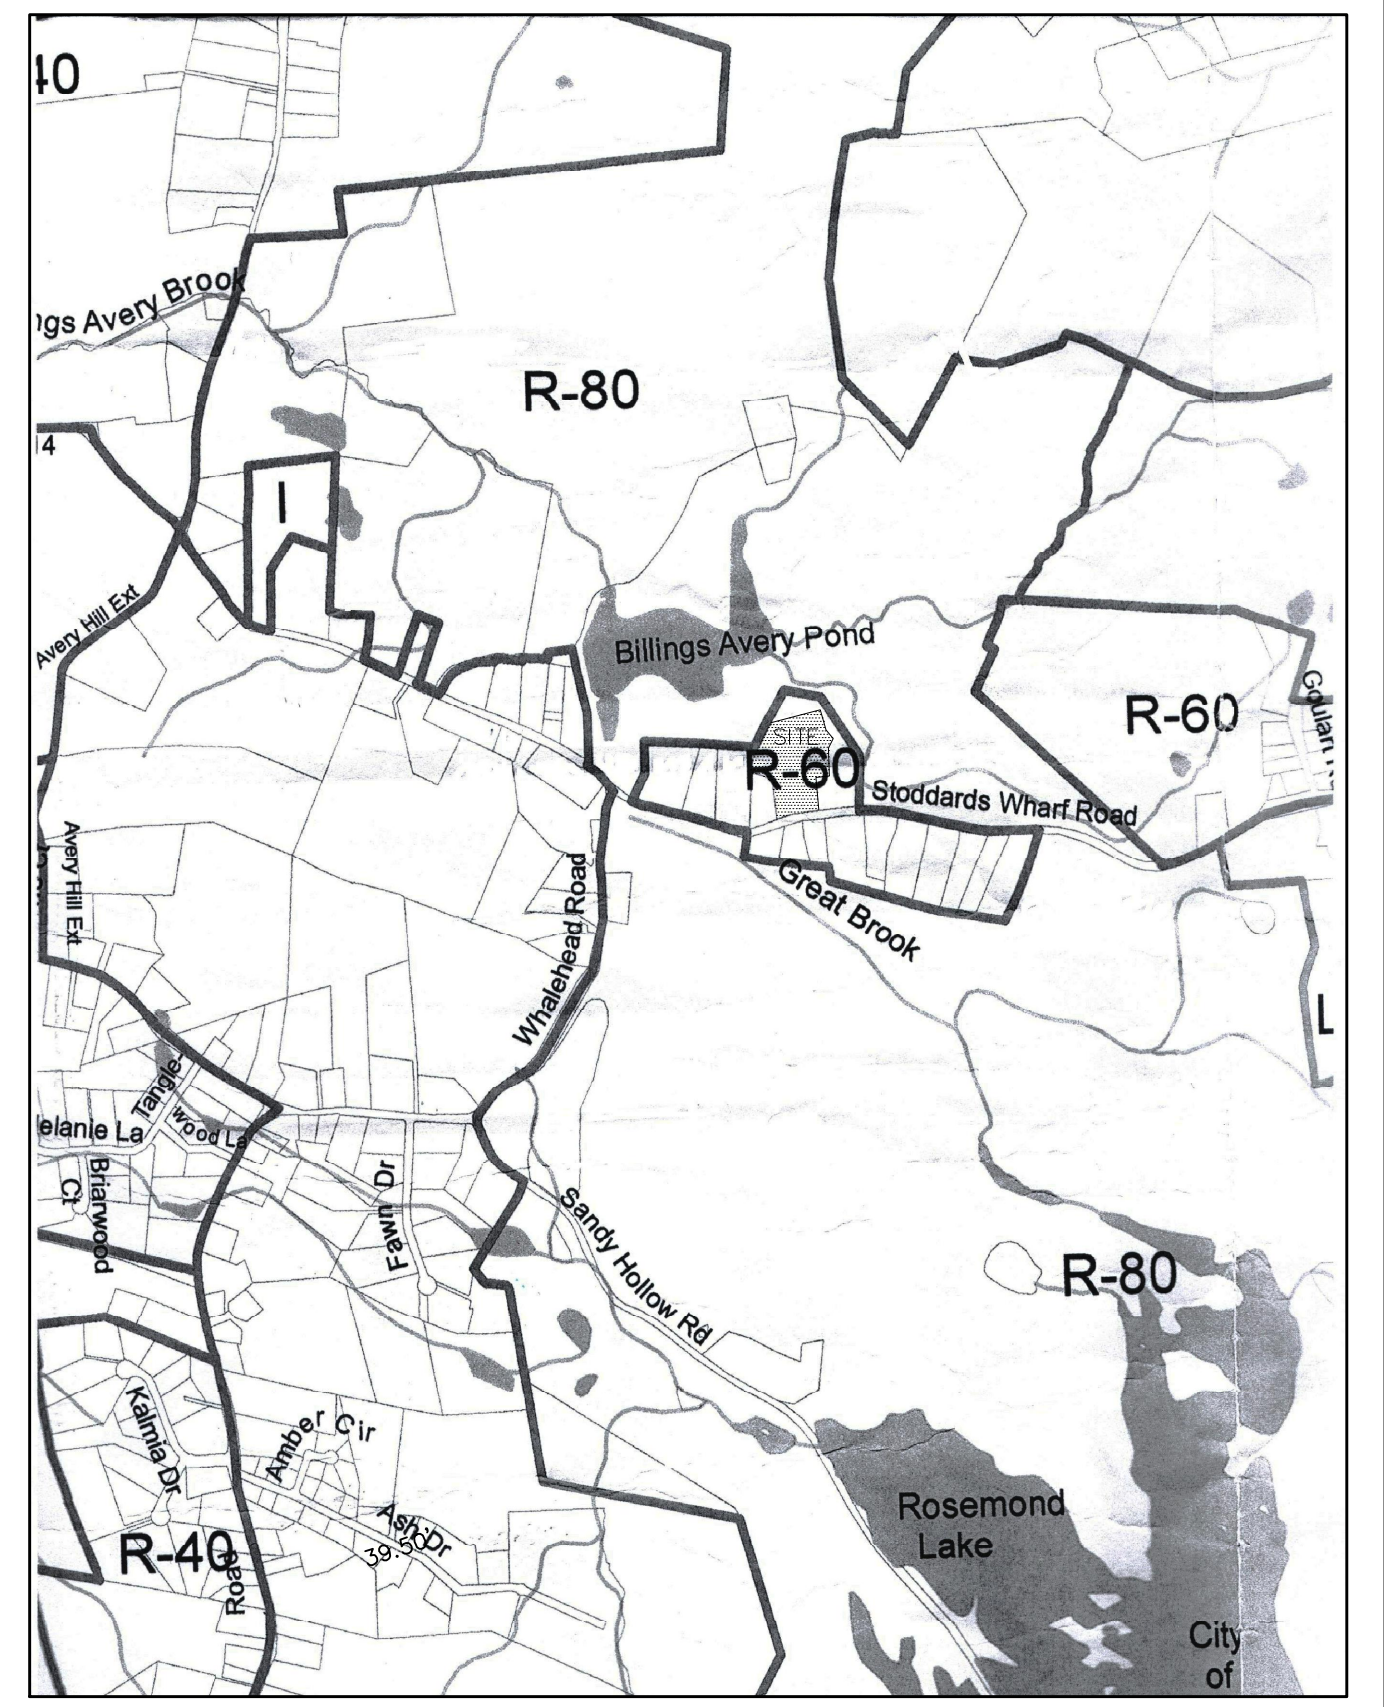 40
ngs Avery Brook
R-80
14
I
Avery Hill Ext
Billings Avery Pond
R-60
Goulart
SITE
R-60
Stoddards Wharf Road
Avery Hill Ext
Great Brook
Whalehead Road
L
Tangle-
wood La
elanie La
Briarwood
Ct
Fawn Dr
Sandy Hollow Rd
R-80
Kalmia Dr
Amber Cir
Ash Dr
39.50
Rosemond
Lake
R-40
Road
City
of